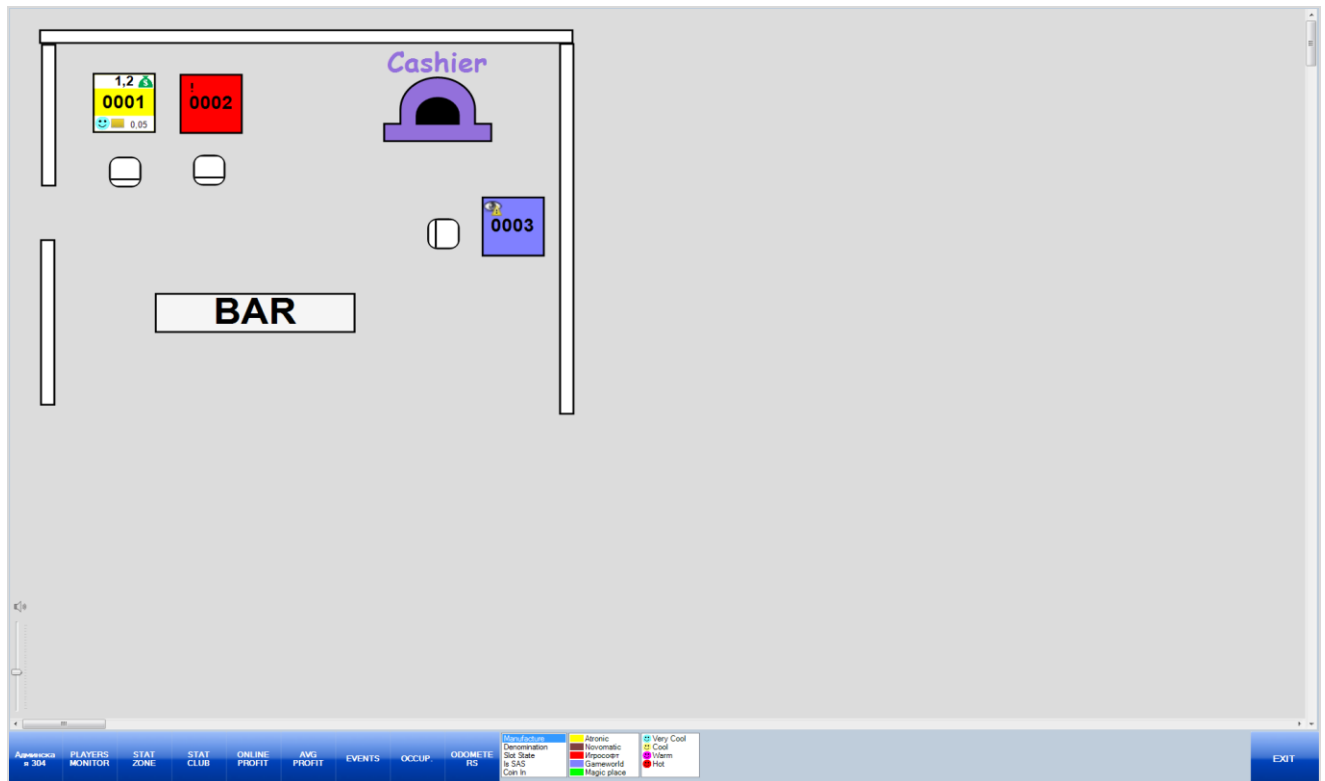 Cashier
1,2
0001
0,05
!
0002
0003
BAR
Админска
я 304
PLAYERS
MONITOR
STAT
ZONE
STAT
CLUB
ONLINE
PROFIT
AVG
PROFIT
EVENTS
OCCUP.
ODOMETE
RS
Manufacture
Denomination
Slot State
Is SAS
Coin In
Atronic
Novomatic
Игрософт
Gameworld
Magic place
Very Cool
Cool
Warm
Hot
EXIT